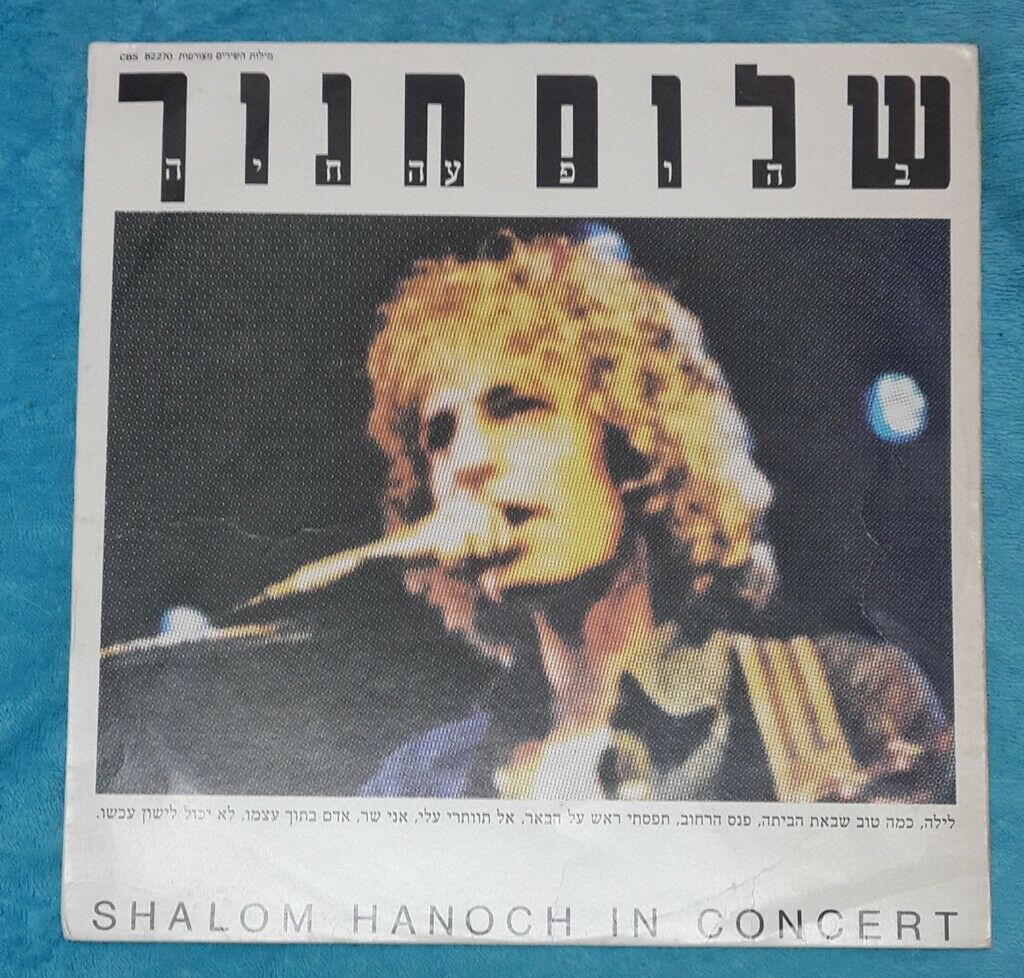 CBS 82270 מילות השירים מצורפות
שלום חנוך
בהופעה חיה
לילה, כמה טוב שבאת הביתה, פנס הרחוב, תפסתי ראש על הבאר, אל תוותרי עלי, אני שר, אדם בתוך עצמו, לא יכול לישון עכשו.
SHALOM HANOCH IN CONCERT